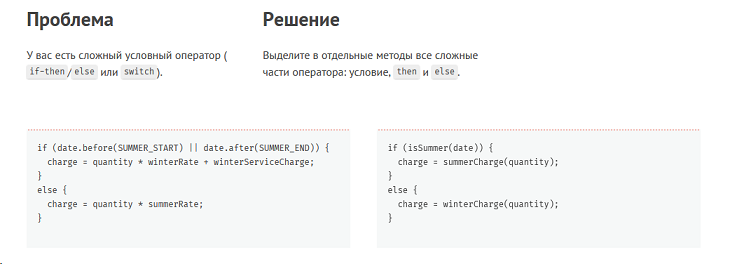 Проблема
У вас есть сложный условный оператор (
if-then/else или switch).
Решение
Выделите в отдельные методы все сложные
части оператора: условие, then и else.
if (date.before(SUMMER_START) || date.after(SUMMER_END)) {
  charge = quantity * winterRate + winterServiceCharge;
}
else {
  charge = quantity * summerRate;
}
if (isSummer(date)) {
  charge = summerCharge(quantity);
}
else {
  charge = winterCharge(quantity);
}